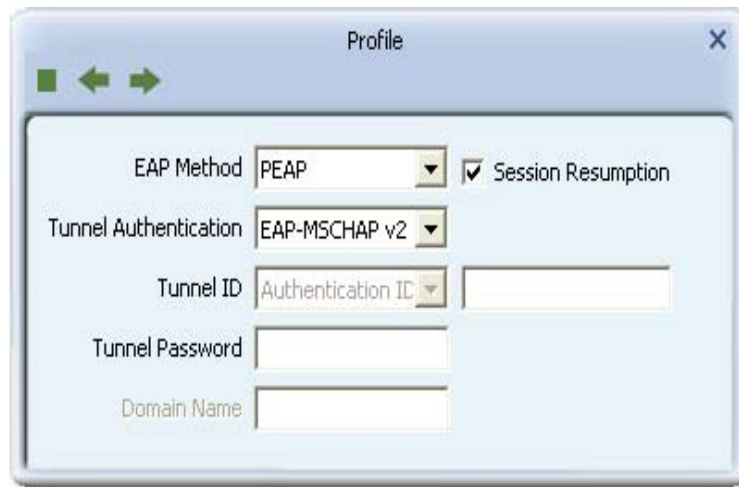 Profile
EAP Method PEAP Session Resumption
Tunnel Authentication EAP-MSCHAP v2
Tunnel ID Authentication ID
Tunnel Password
Domain Name